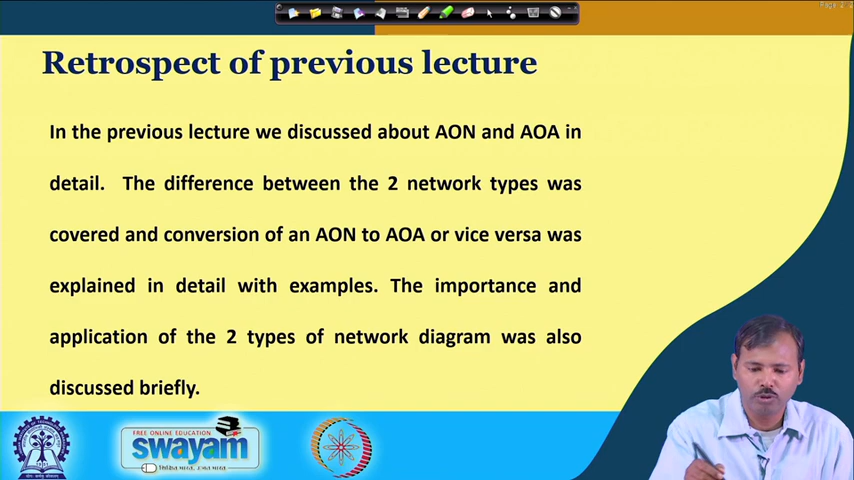 Page 2 2
Retrospect of previous lecture
In the previous lecture we discussed about AON and AOA in
detail. The difference between the 2 network types was
covered and conversion of an AON to AOA or vice versa was
explained in detail with examples. The importance and
application of the 2 types of network diagram was also
discussed briefly.
FREE ONLINE EDUCATION
swayam